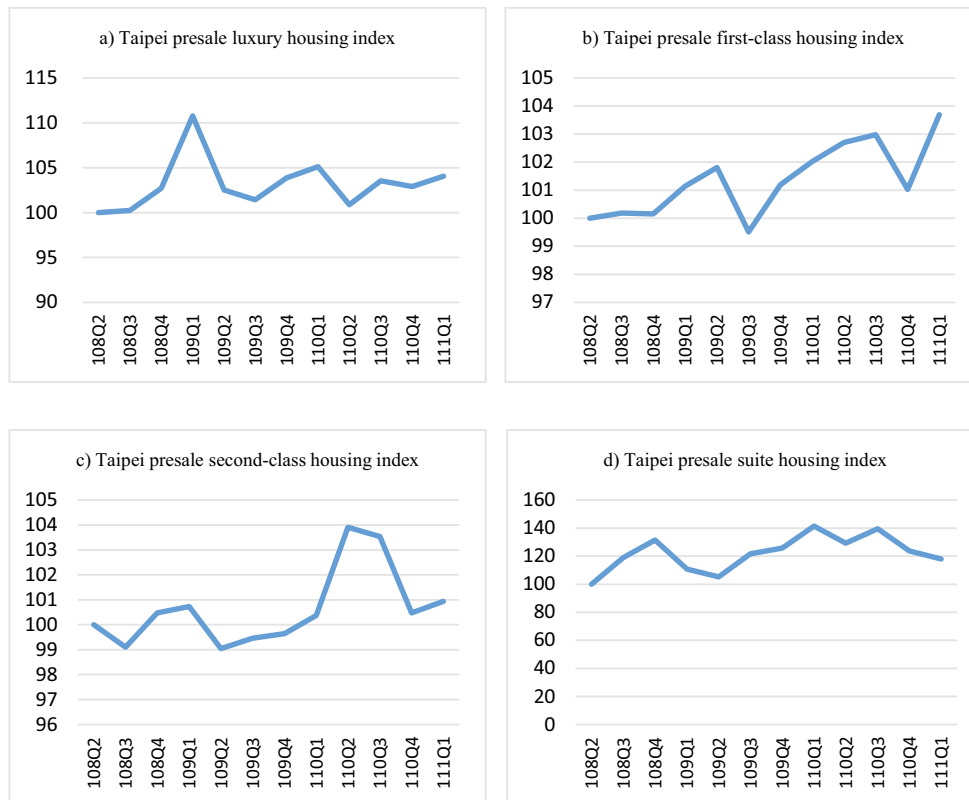 a) Taipei presale luxury housing index
115
110
105
100
95
90
108Q2
108Q3
108Q4
109Q1
109Q2
109Q3
109Q4
110Q1
110Q2
110Q3
110Q4
111Q1
b) Taipei presale first-class housing index
105
104
103
102
101
100
99
98
97
108Q2
108Q3
108Q4
109Q1
109Q2
109Q3
109Q4
110Q1
110Q2
110Q3
110Q4
111Q1
c) Taipei presale second-class housing index
105
104
103
102
101
100
99
98
97
96
108Q2
108Q3
108Q4
109Q1
109Q2
109Q3
109Q4
110Q1
110Q2
110Q3
110Q4
111Q1
d) Taipei presale suite housing index
160
140
120
100
80
60
40
20
0
108Q2
108Q3
108Q4
109Q1
109Q2
109Q3
109Q4
110Q1
110Q2
110Q3
110Q4
111Q1